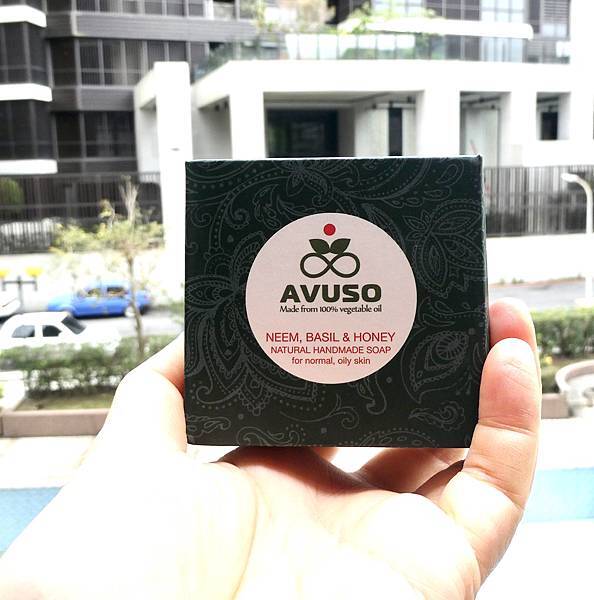 AVUSO
Made from 100% vegetable oil
NEEM, BASIL & HONEY
NATURAL HANDMADE SOAP
for normal, oily skin